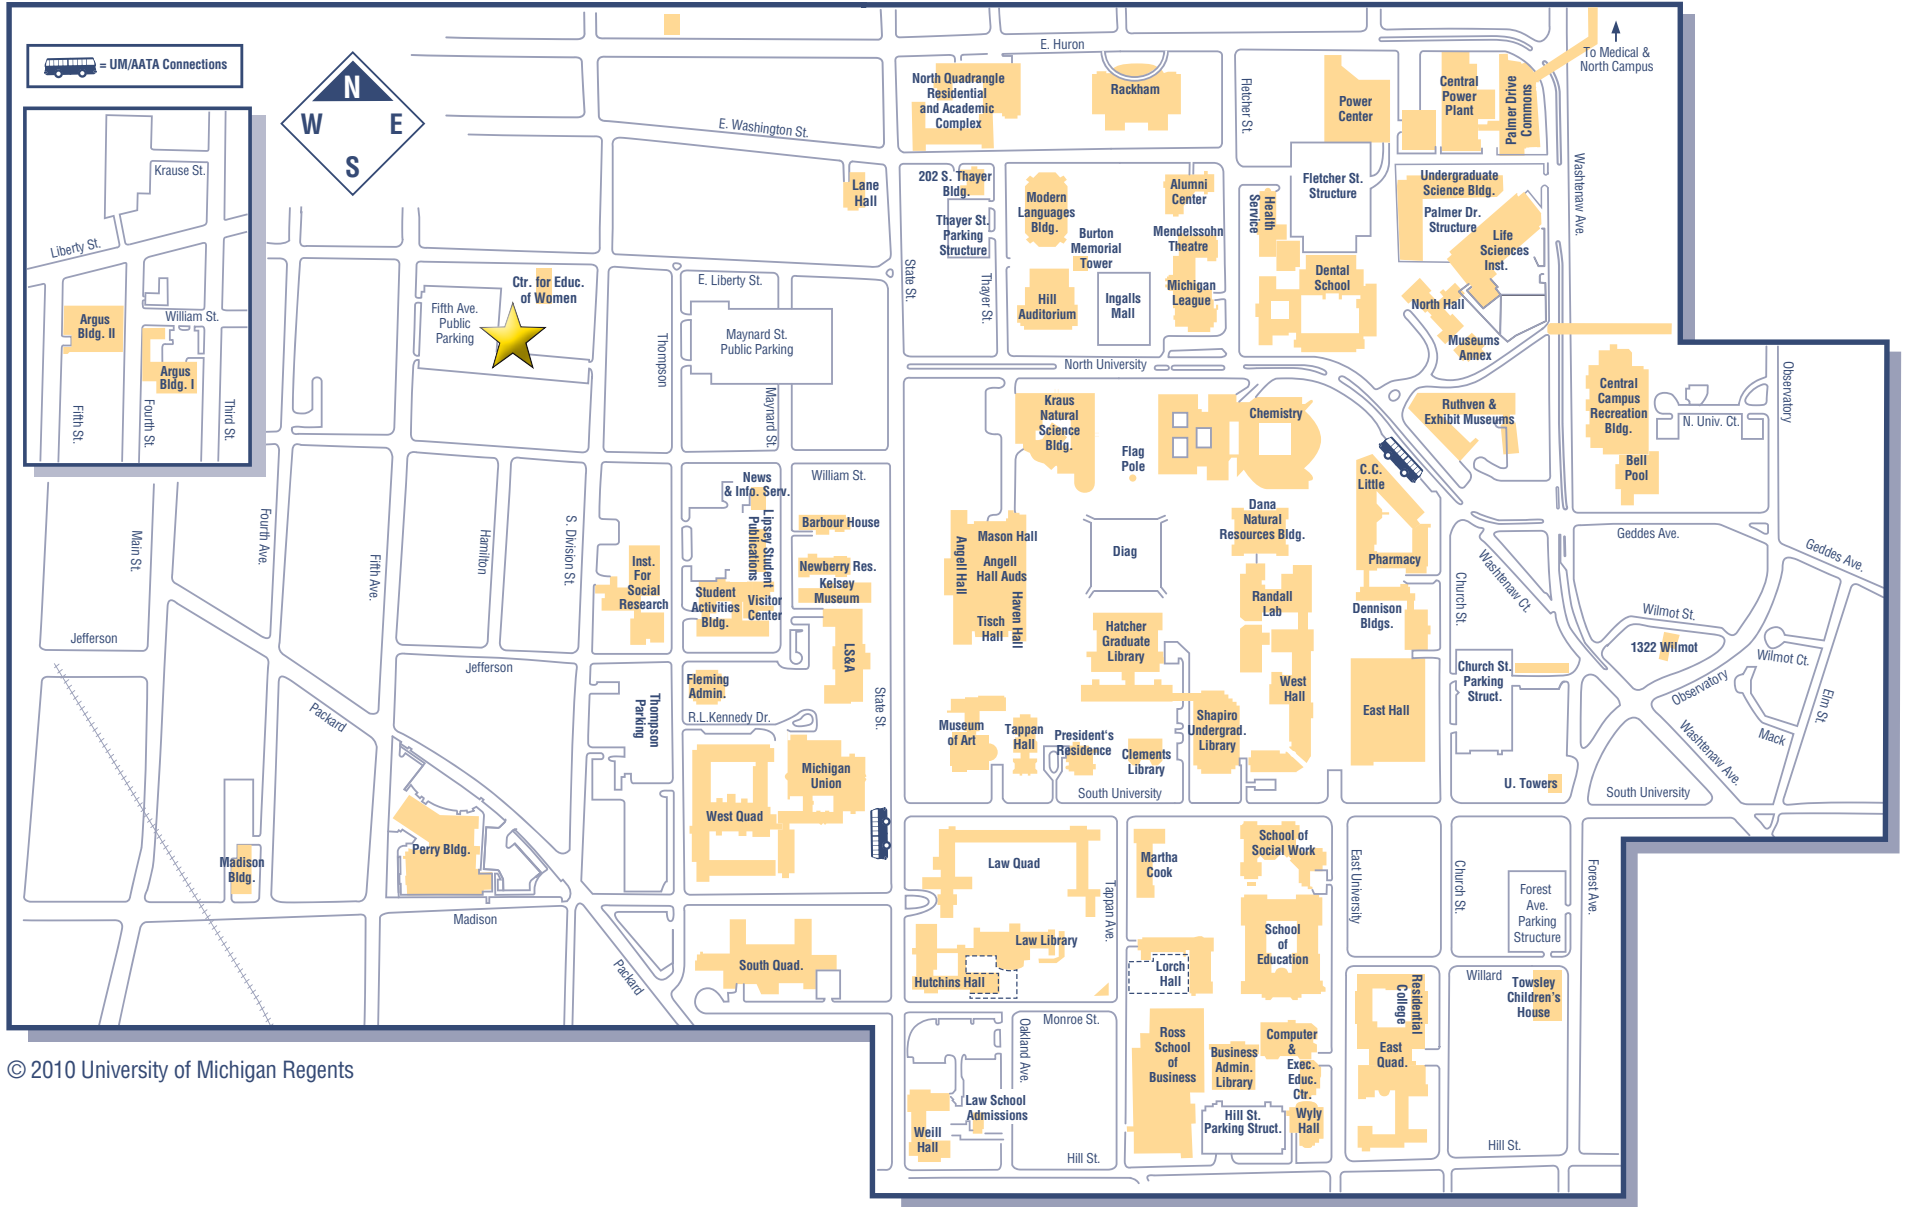 = UM/AATA Connections
N
W
E
S
Krause St.
Liberty St.
Argus
Bldg. II
William St.
Argus
Bldg. I
Fifth St.
Fourth St.
Third St.
E. Huron
To Medical &
North Campus
North Quadrangle
Residential
and Academic
Complex
Rackham
Fletcher St.
Power
Center
Central
Power
Plant
Palmer Drive
Commons
E. Washington St.
Washtenaw Ave.
Lane
Hall
202 S. Thayer
Bldg.
Thayer St.
Parking
Structure
Modern
Languages
Bldg.
Alumni
Center
Health
Service
Fletcher St.
Structure
Undergraduate
Science Bldg.
Palmer Dr.
Structure
Life
Sciences
Inst.
Burton
Memorial
Tower
Mendelssohn
Theatre
State St.
Thayer St.
Hill
Auditorium
Ingalls
Mall
Michigan
League
Dental
School
North Hall
Museums
Annex
Ctr. for Educ.
of Women
Fifth Ave.
Public
Parking
E. Liberty St.
Thompson
Maynard St.
Public Parking
Maynard St.
North University
Observatory
Kraus
Natural
Science
Bldg.
Flag
Pole
Chemistry
Ruthven &
Exhibit Museums
Central
Campus
Recreation
Bldg.
N. Univ. Ct.
Bell
Pool
C.C.
Little
William St.
News
& Info. Serv.
Lipsey Student
Publications
Barbour House
Newberry Res.
Kelsey
Museum
Main St.
Fourth Ave.
Fifth Ave.
Hamilton
S. Division St.
Inst.
For
Social
Research
Student
Activities
Bldg.
Visitor
Center
LS&A
Angell Hall
Mason Hall
Angell
Hall Auds
Haven Hall
Tisch
Hall
Diag
Dana
Natural
Resources Bldg.
Pharmacy
Randall
Lab
Dennison
Bldgs.
Church St.
Washtenaw Ct.
Geddes Ave.
Geddes Ave.
Wilmot St.
1322 Wilmot
Wilmot Ct.
Observatory
Elm St.
Mack
Washtenaw Ave.
Jefferson
Jefferson
Packard
Fleming
Admin.
R.L.Kennedy Dr.
Thompson
Parking
State St.
Hatcher
Graduate
Library
West
Hall
East Hall
Church St.
Parking
Struct.
Museum
of Art
Tappan
Hall
President's
Residence
Clements
Library
Shapiro
Undergrad.
Library
South University
U. Towers
South University
Michigan
Union
West Quad
Perry Bldg.
Madison
Bldg.
Madison
Packard
South Quad.
Law Quad
Law Library
Hutchins Hall
Tappan Ave.
Martha
Cook
School of
Social Work
School
of
Education
Lorch
Hall
East University
Church St.
Forest
Ave.
Parking
Structure
Forest Ave.
Willard
Towsley
Children's
House
Residential
College
East
Quad.
Monroe St.
Oakland Ave.
Ross
School
of
Business
Business
Admin.
Library
Computer
&
Exec.
Educ.
Ctr.
Law School
Admissions
Weill
Hall
Hill St.
Parking Struct.
Wyly
Hall
Hill St.
Hill St.
© 2010 University of Michigan Regents